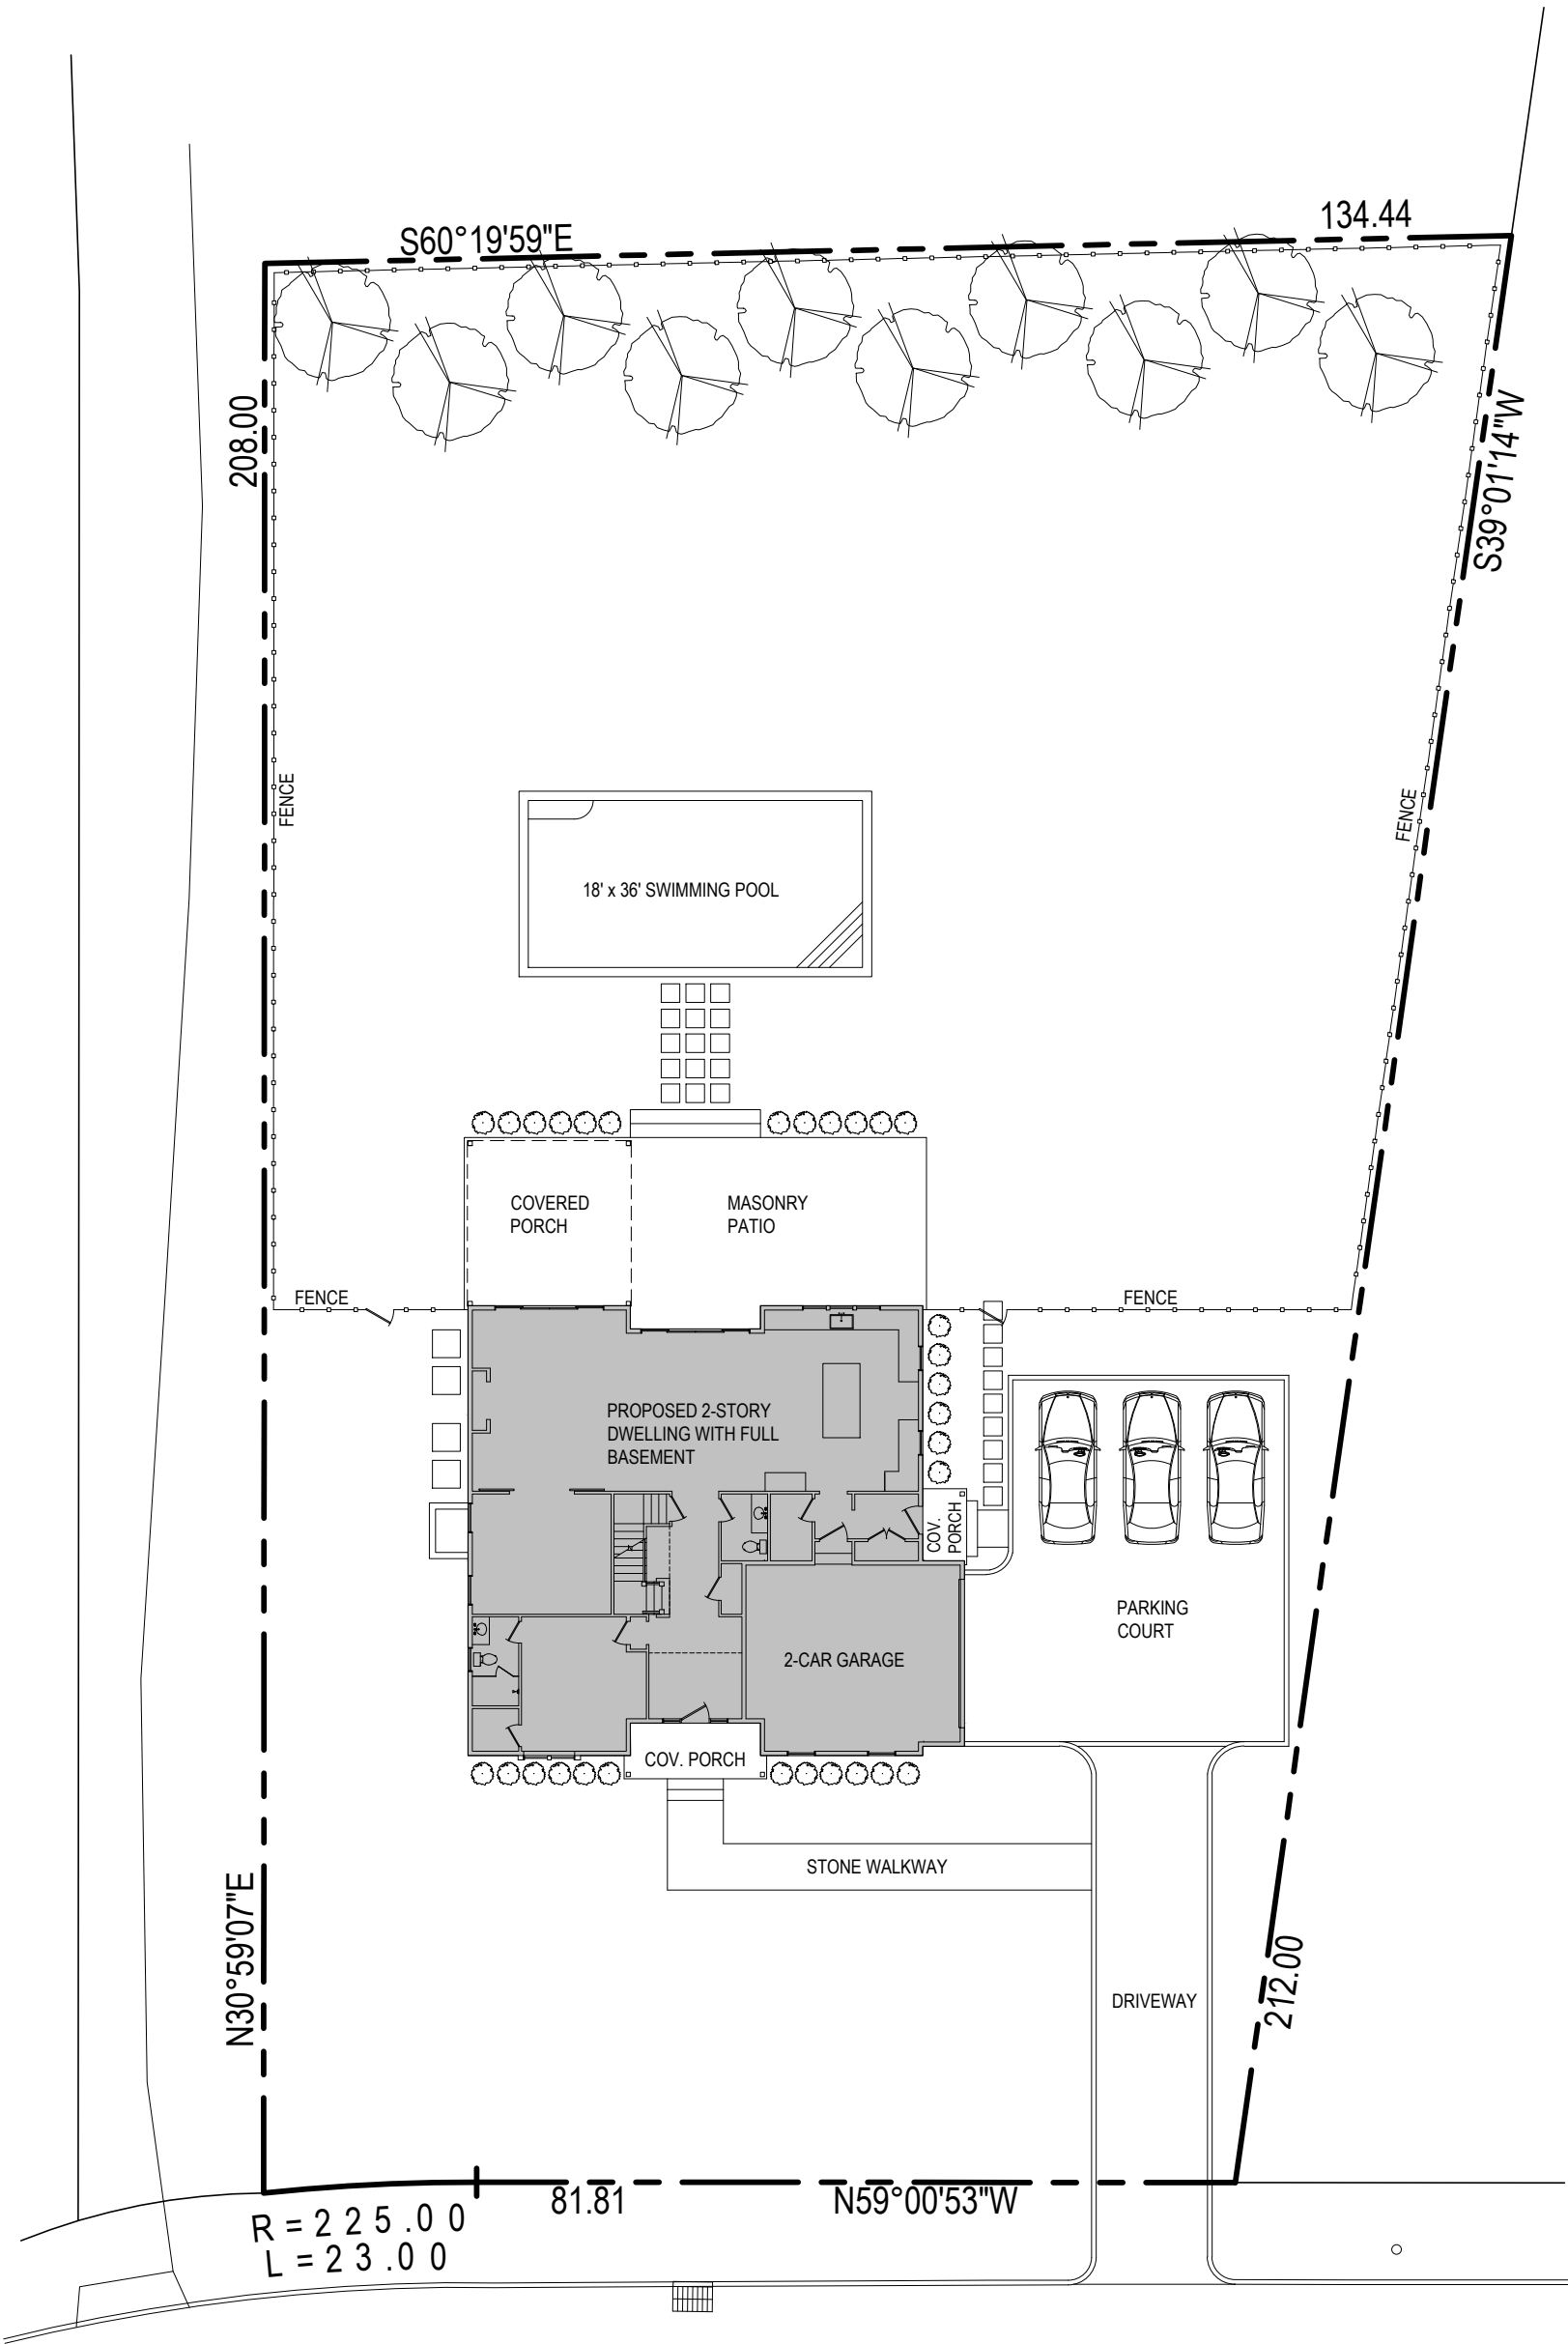 134.44
S60°19'59"E
208.00
S39°01'14"W
FENCE
FENCE
18' x 36' SWIMMING POOL
COVERED
PORCH
MASONRY
PATIO
FENCE
FENCE
PROPOSED 2-STORY
DWELLING WITH FULL
BASEMENT
COV.
PORCH
PARKING
COURT
2-CAR GARAGE
COV. PORCH
STONE WALKWAY
N30°59'07"E
212.00
DRIVEWAY
81.81
N59°00'53"W
R=225.00
L=23.00